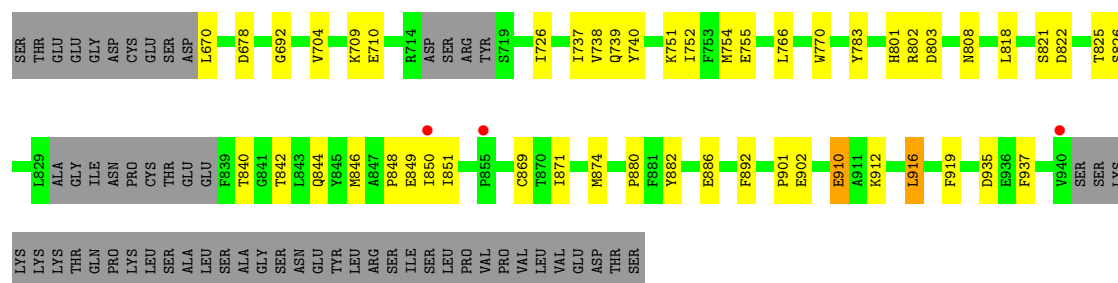 SER THR GLU GLU GLY ASP CYS GLU SER ASP L670 D678 G692 V704 K709 E710 R714 ASP SER ARG TYR S719 I726 I737 V738 Q739 Y740 K751 I752 F753 M754 E755 L766 W770 Y783 H801 R802 D803 N808 L818 S821 D822 T825 S826
L829 ALA GLY ILE ASN PRO CYS THR GLU GLU F839 T840 G841 T842 L843 Q844 Y845 M846 A847 P848 E849 I850 I851 P855 C869 T870 I871 M874 P880 F881 Y882 E886 F892 P901 E902 E910 A911 K912 L916 F919 D935 E936 F937 V940 SER SER LYS
LYS LYS LYS THR GLN PRO LYS LEU SER ALA LEU SER ALA GLY SER ASN GLU TYR LEU ARG SER ILE SER LEU PRO VAL PRO VAL LEU VAL GLU ASP THR SER